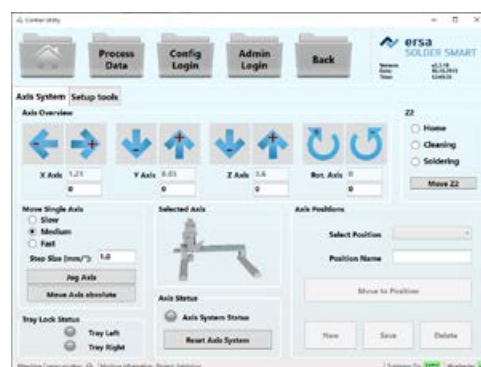 Control Utility
Process Data
Config Login
Admin Login
Back
ersa
SOLDER SMART
Version:
Date:
Time:
Axis System Setup tools
Axis Overview
X Axis 1.21
0
Y Axis 0.03
0
Z Axis 3.6
0
Rot. Axis 0
0
Z2
Home
Cleaning
Soldering
Move Z2
Move Single Axis
Slow
Medium
Fast
Step Size (mm/°): 1.0
Jog Axis
Move Axis absolute
Tray Lock Status
Tray Left
Tray Right
Selected Axis
Axis Status
Axis System Status
Reset Axis System
Axis Positions
Select Position
Position Name
Move to Position
New
Save
Delete